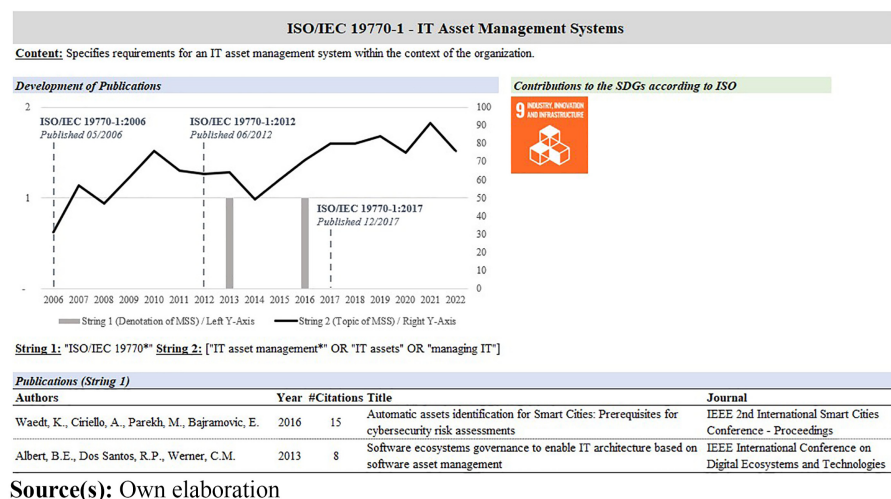 ISO/IEC 19770-1 - IT Asset Management Systems
Content: Specifies requirements for an IT asset management system within the context of the organization.
Development of Publications
Contributions to the SDGs according to ISO
2
1
-
100
90
80
70
60
50
40
30
20
10
0
ISO/IEC 19770-1:2006
Published 05/2006
ISO/IEC 19770-1:2012
Published 06/2012
ISO/IEC 19770-1:2017
Published 12/2017
9 INDUSTRY, INNOVATION
AND INFRASTRUCTURE
2006 2007 2008 2009 2010 2011 2012 2013 2014 2015 2016 2017 2018 2019 2020 2021 2022
String 1 (Denotation of MSS) / Left Y-Axis
String 2 (Topic of MSS) / Right Y-Axis
String 1: "ISO/IEC 19770*" String 2: ["IT asset management*" OR "IT assets" OR "managing IT"]
Publications (String 1)
Authors Year #Citations Title Journal
Waedt, K., Ciriello, A., Parekh, M., Bajramovic, E. 2016 15 Automatic assets identification for Smart Cities: Prerequisites for
cybersecurity risk assessments
IEEE 2nd International Smart Cities
Conference - Proceedings
Albert, B.E., Dos Santos, R.P., Werner, C.M. 2013 8 Software ecosystems governance to enable IT architecture based on
software asset management
IEEE International Conference on
Digital Ecosystems and Technologies
Source(s): Own elaboration